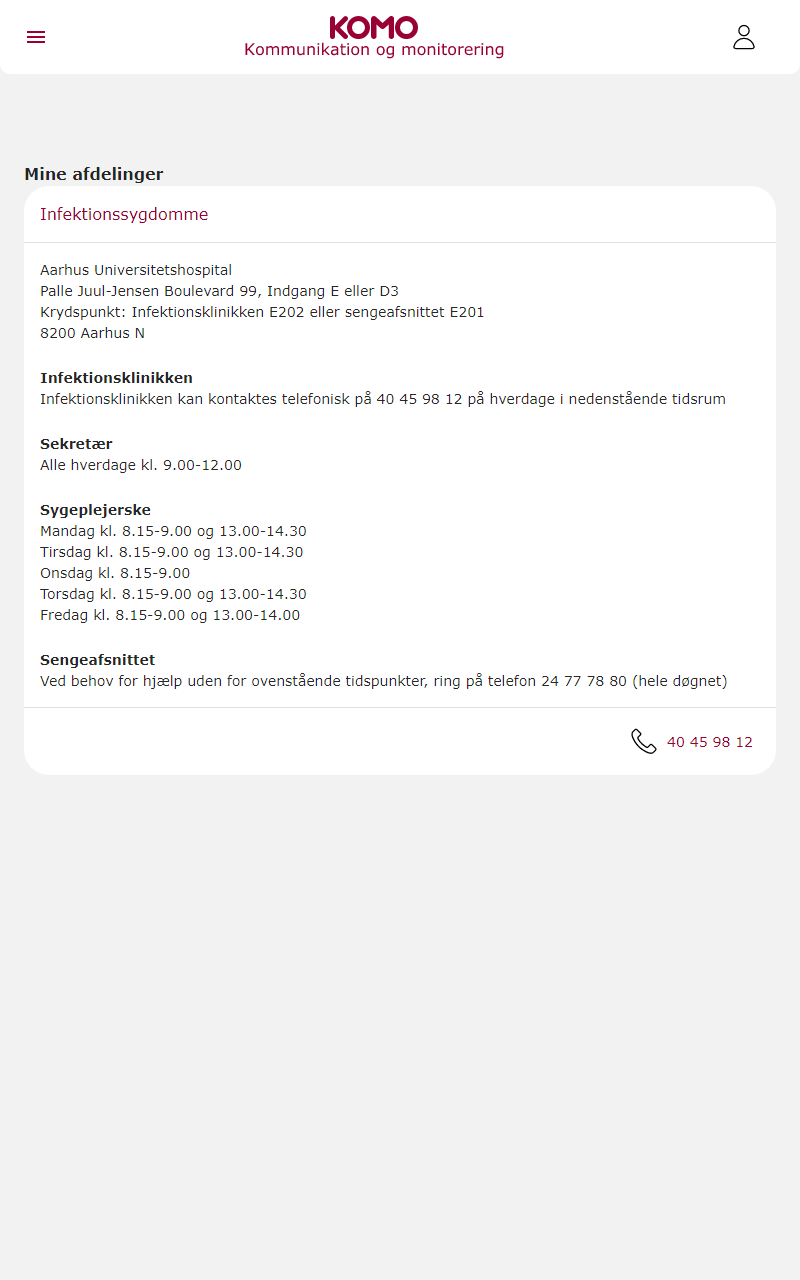 KOMO
Kommunikation og monitorering
Mine afdelinger
Infektionssygdomme
Aarhus Universitetshospital
Palle Juul-Jensen Boulevard 99, Indgang E eller D3
Krydspunkt: Infektionsklinikken E202 eller sengeafsnittet E201
8200 Aarhus N
Infektionsklinikken
Infektionsklinikken kan kontaktes telefonisk på 40 45 98 12 på hverdage i nedenstående tidsrum
Sekretær
Alle hverdage kl. 9.00-12.00
Sygeplejerske
Mandag kl. 8.15-9.00 og 13.00-14.30
Tirsdag kl. 8.15-9.00 og 13.00-14.30
Onsdag kl. 8.15-9.00
Torsdag kl. 8.15-9.00 og 13.00-14.30
Fredag kl. 8.15-9.00 og 13.00-14.00
Sengeafsnittet
Ved behov for hjælp uden for ovenstående tidspunkter, ring på telefon 24 77 78 80 (hele døgnet)
40 45 98 12